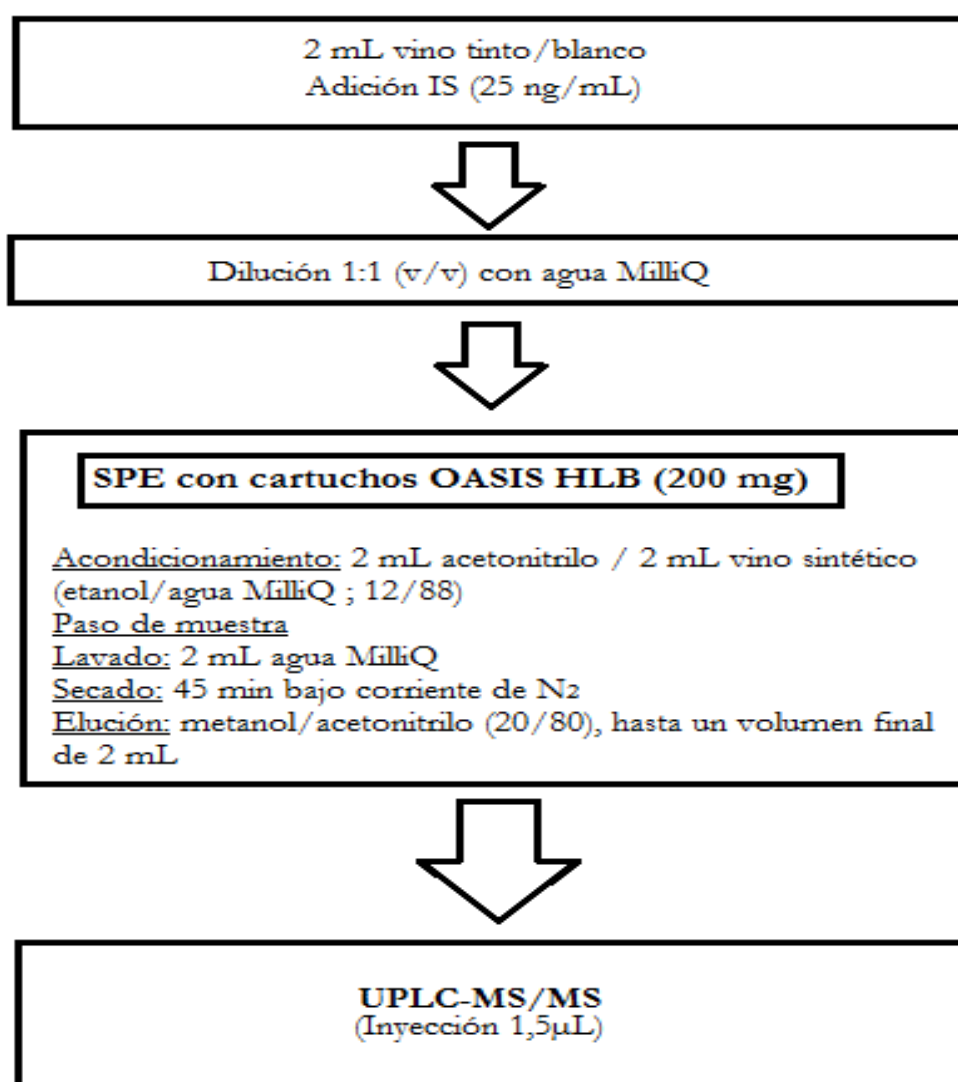 2 mL vino tinto/blanco
Adición IS (25 ng/mL)
Dilución 1:1 (v/v) con agua MilliQ
SPE con cartuchos OASIS HLB (200 mg)
Acondicionamiento: 2 mL acetonitrilo / 2 mL vino sintético
(etanol/agua MilliQ ; 12/88)
Paso de muestra
Lavado: 2 mL agua MilliQ
Secado: 45 min bajo corriente de N2
Elución: metanol/acetonitrilo (20/80), hasta un volumen final
de 2 mL
UPLC-MS/MS
(Inyección 1,5µL)